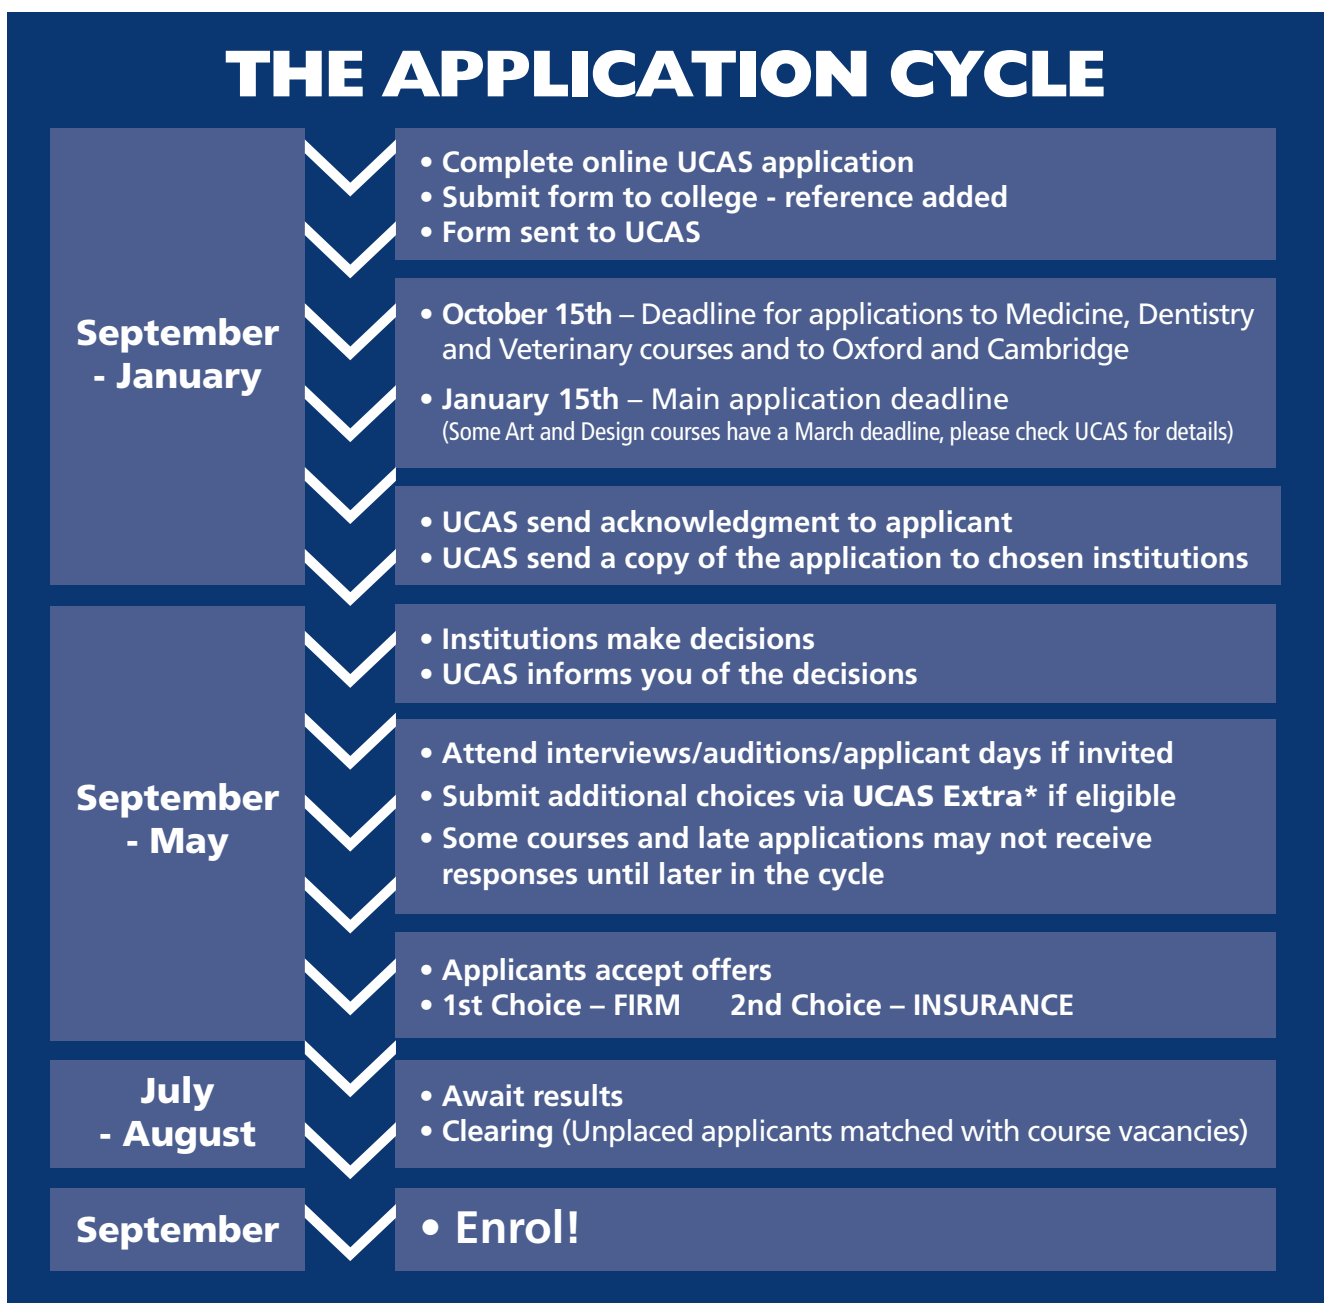 THE APPLICATION CYCLE
September
- January
• Complete online UCAS application
• Submit form to college - reference added
• Form sent to UCAS
• October 15th – Deadline for applications to Medicine, Dentistry
and Veterinary courses and to Oxford and Cambridge
• January 15th – Main application deadline
(Some Art and Design courses have a March deadline, please check UCAS for details)
• UCAS send acknowledgment to applicant
• UCAS send a copy of the application to chosen institutions
September
- May
• Institutions make decisions
• UCAS informs you of the decisions
• Attend interviews/auditions/applicant days if invited
• Submit additional choices via UCAS Extra* if eligible
• Some courses and late applications may not receive
responses until later in the cycle
• Applicants accept offers
• 1st Choice – FIRM 2nd Choice – INSURANCE
July
- August
• Await results
• Clearing (Unplaced applicants matched with course vacancies)
September
• Enrol!